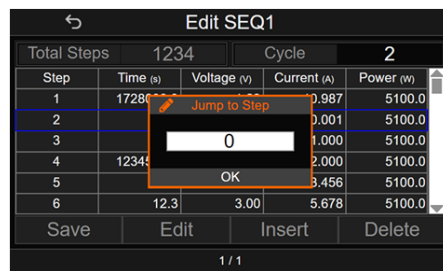 Edit SEQ1
Total Steps 1234 Cycle 2
Step Time (s) Voltage (V) Current (A) Power (W)
1 5100.0
2 5100.0
3 5100.0
4 5100.0
5 5100.0
6 12.3 3.00 5.678 5100.0
Jump to Step
0
OK
Save Edit Insert Delete
1 / 1